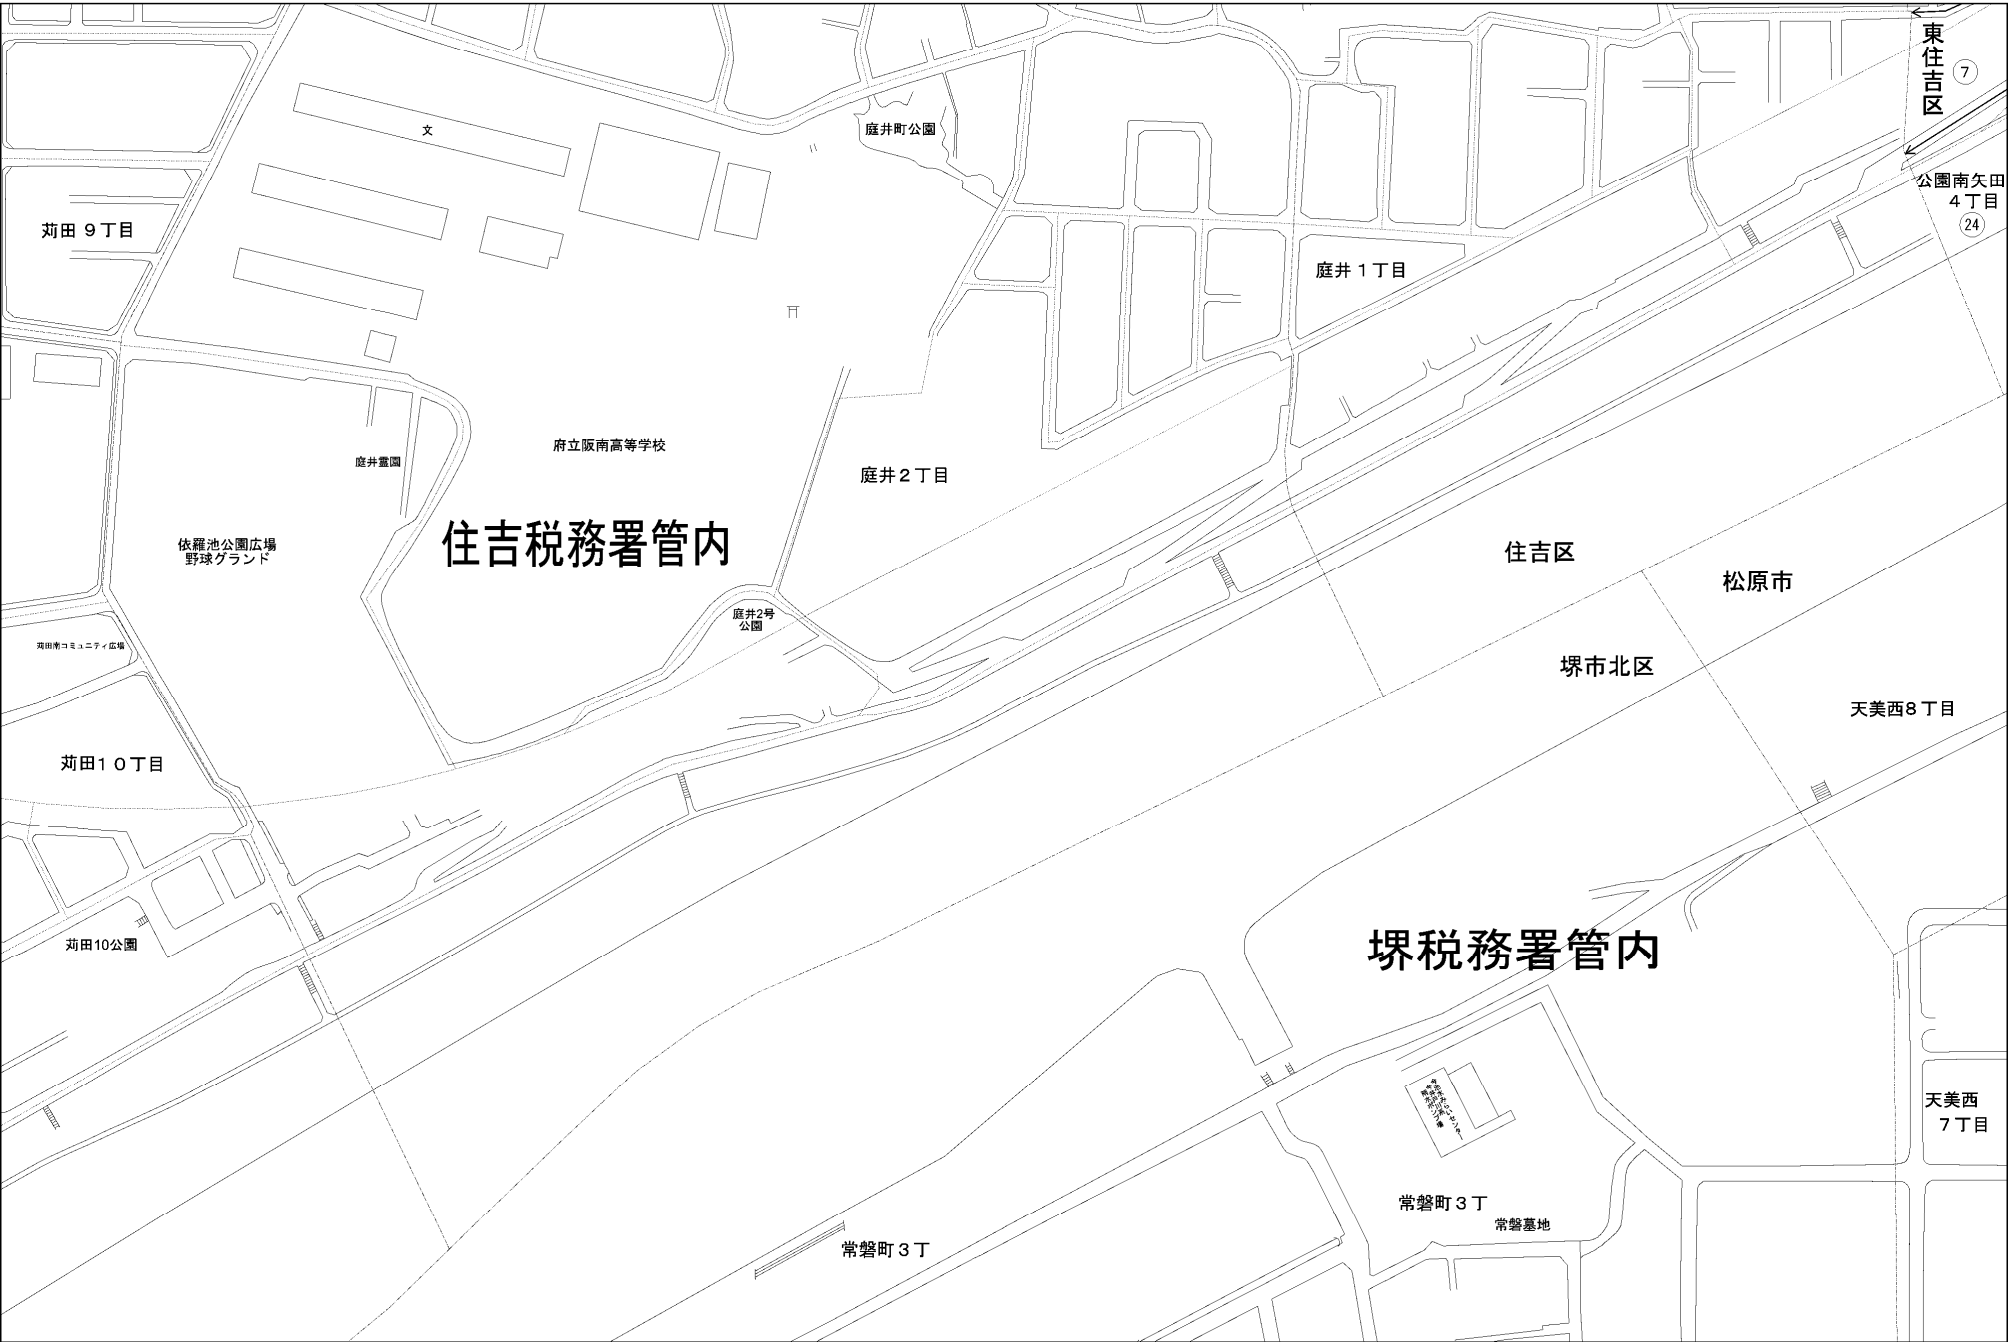 東住吉区
7
文
庭井町公園
公園南矢田
４丁目
24
苅田９丁目
庭井１丁目
府立阪南高等学校
庭井霊園
庭井２丁目
住吉税務署管内
依羅池公園広場
野球グランド
住吉区
松原市
庭井2号
公園
苅田南コミュニティ広場
堺市北区
天美西８丁目
苅田１０丁目
苅田10公園
堺税務署管内
天美西
７丁目
常磐町３丁
常磐墓地
常磐町３丁